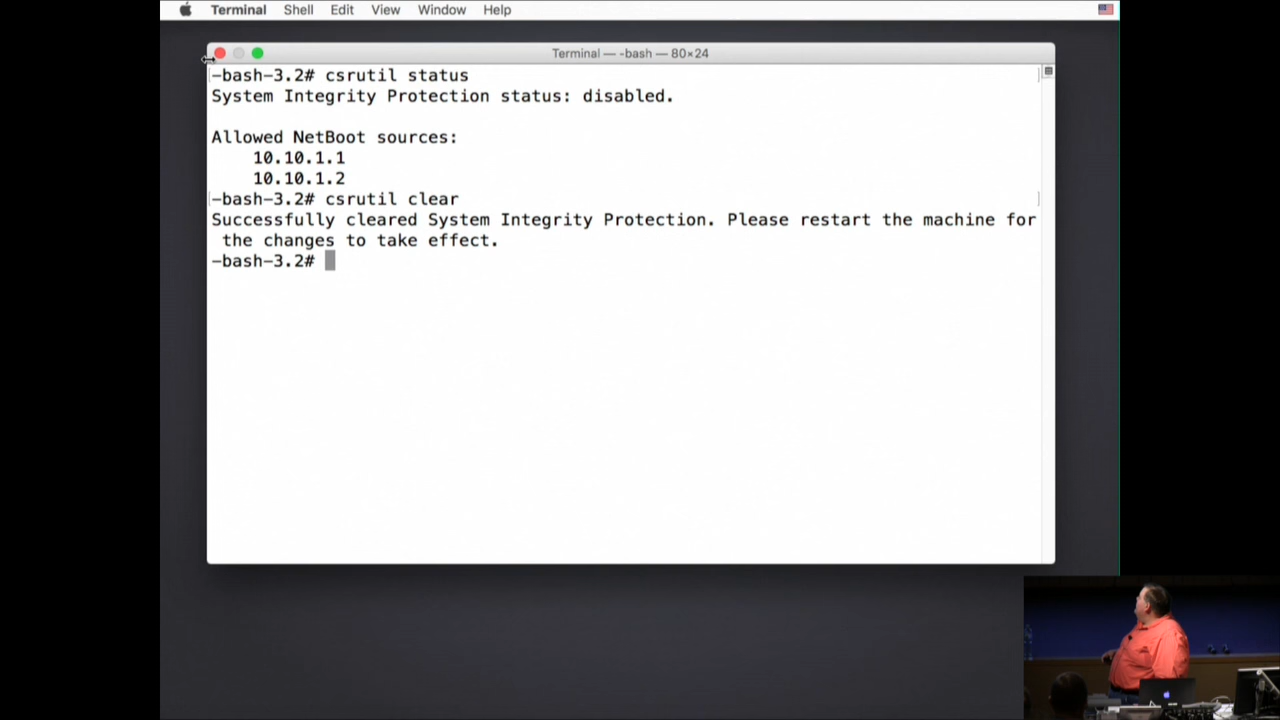 Terminal Shell Edit View Window Help
Terminal — -bash — 80×24
-bash-3.2# csrutil status
System Integrity Protection status: disabled.
Allowed NetBoot sources:
10.10.1.1
10.10.1.2
-bash-3.2# csrutil clear
Successfully cleared System Integrity Protection. Please restart the machine for
the changes to take effect.
-bash-3.2#